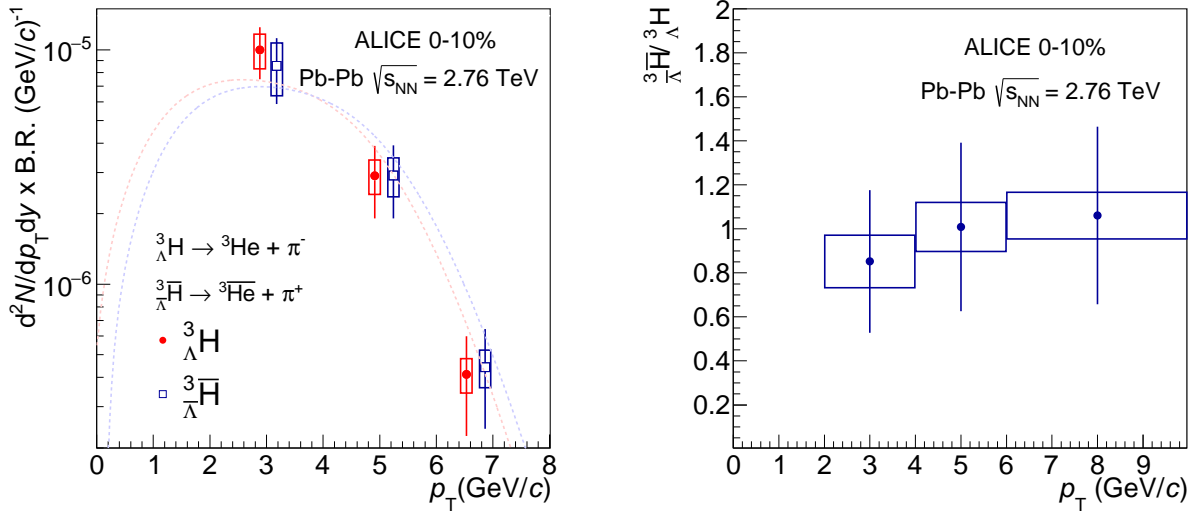 ALICE 0-10%
Pb-Pb √s_NN = 2.76 TeV
d²N/dp_T dy x B.R. (GeV/c)⁻¹
10⁻⁵
10⁻⁶
³_ΛH → ³He + π⁻
³_Λ̅H̅ → ³H̅e̅ + π⁺
³_ΛH
³_Λ̅H̅
0 1 2 3 4 5 6 7 8
p_T (GeV/c)
³_Λ̅H̅/³_ΛH
ALICE 0-10%
Pb-Pb √s_NN = 2.76 TeV
2
1.8
1.6
1.4
1.2
1
0.8
0.6
0.4
0.2
0 1 2 3 4 5 6 7 8 9
p_T (GeV/c)